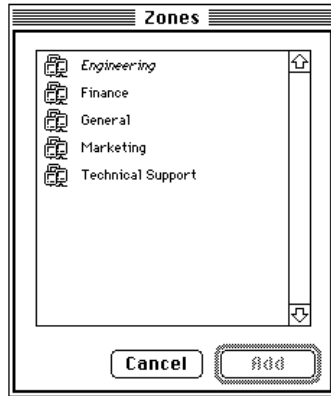 Zones
Engineering
Finance
General
Marketing
Technical Support
Cancel
Add